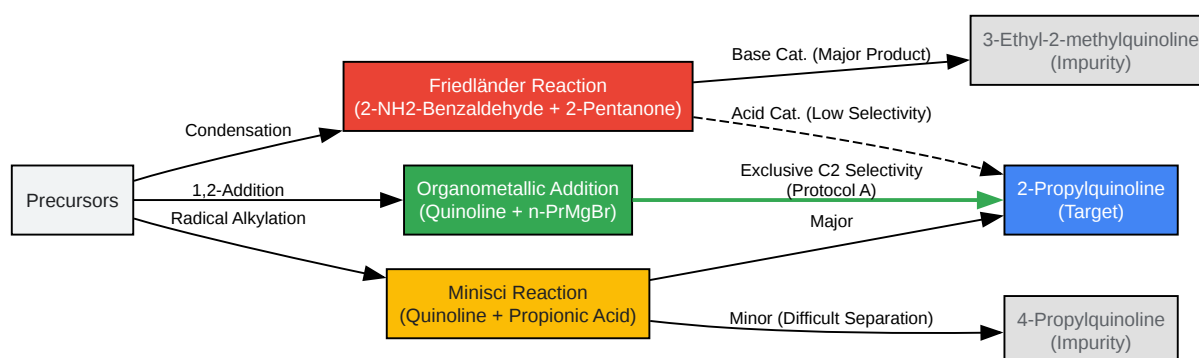 Precursors
Condensation
1,2-Addition
Radical Alkylation
Friedländer Reaction
(2-NH2-Benzaldehyde + 2-Pentanone)
Organometallic Addition
(Quinoline + n-PrMgBr)
Minisci Reaction
(Quinoline + Propionic Acid)
Base Cat. (Major Product)
Acid Cat. (Low Selectivity)
Exclusive C2 Selectivity
(Protocol A)
Major
Minor (Difficult Separation)
3-Ethyl-2-methylquinoline
(Impurity)
2-Propylquinoline
(Target)
4-Propylquinoline
(Impurity)